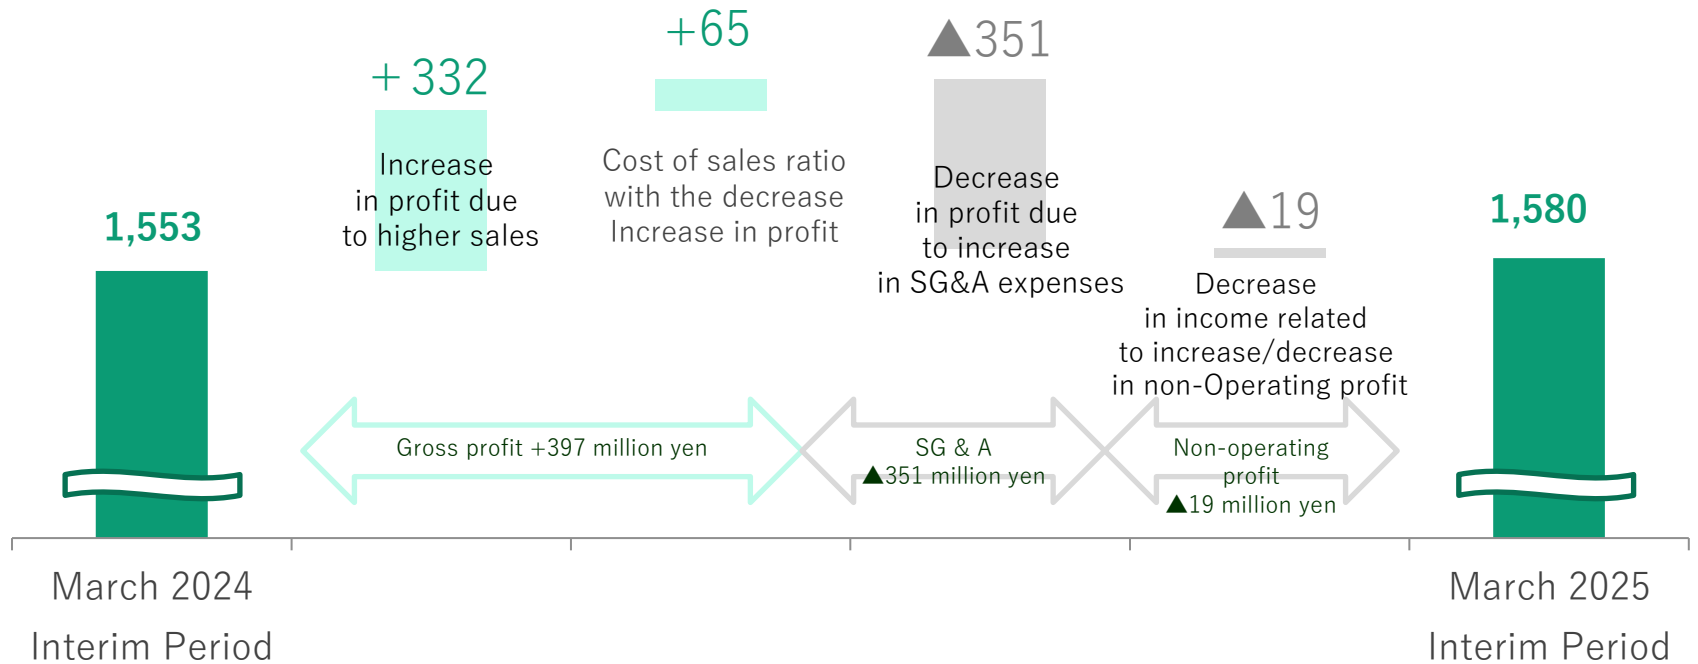 +65
▲351
+ 332
Increase
in profit due
to higher sales
Cost of sales ratio
with the decrease
Increase in profit
Decrease
in profit due
to increase
in SG&A expenses
▲19
Decrease
in income related
to increase/decrease
in non-Operating profit
1,553
1,580
Gross profit +397 million yen
SG & A
▲351 million yen
Non-operating
profit
▲19 million yen
March 2024
Interim Period
March 2025
Interim Period